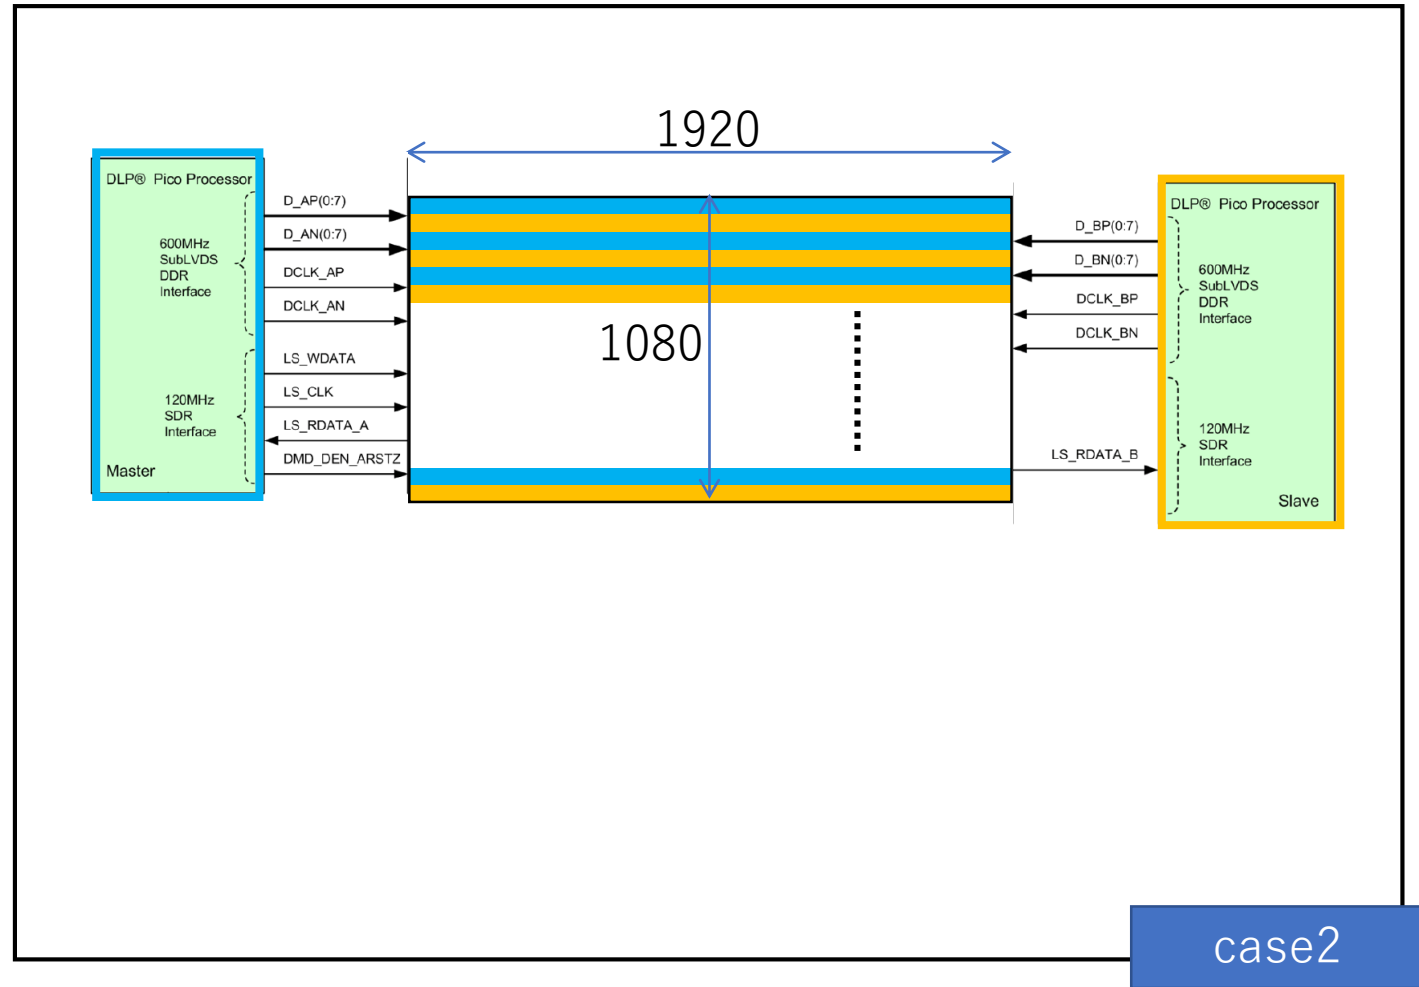 1920
DLP® Pico Processor
D_AP(0:7)
D_AN(0:7)
600MHz
SubLVDS
DDR
Interface
DCLK_AP
DCLK_AN
LS_WDATA
LS_CLK
120MHz
SDR
Interface
LS_RDATA_A
DMD_DEN_ARSTZ
Master
1080
DLP® Pico Processor
D_BP(0:7)
D_BN(0:7)
600MHz
SubLVDS
DDR
Interface
DCLK_BP
DCLK_BN
120MHz
SDR
Interface
LS_RDATA_B
Slave
case2